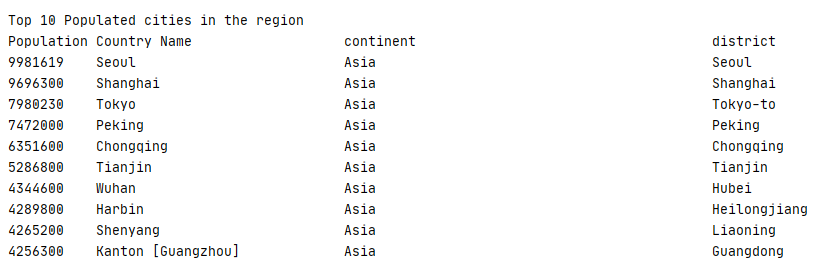 Top 10 Populated cities in the region
Population Country Name continent district
9981619 Seoul Asia Seoul
9696300 Shanghai Asia Shanghai
7980230 Tokyo Asia Tokyo-to
7472000 Peking Asia Peking
6351600 Chongqing Asia Chongqing
5286800 Tianjin Asia Tianjin
4344600 Wuhan Asia Hubei
4289800 Harbin Asia Heilongjiang
4265200 Shenyang Asia Liaoning
4256300 Kanton [Guangzhou] Asia Guangdong